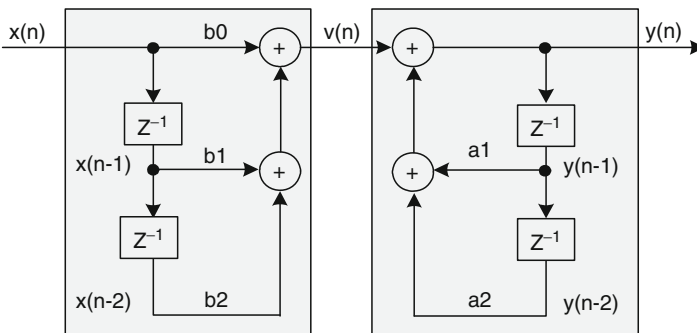 x(n) b0 + v(n) + y(n)
Z⁻¹ Z⁻¹
x(n-1) b1 + + a1 y(n-1)
Z⁻¹ Z⁻¹
x(n-2) b2 a2 y(n-2)